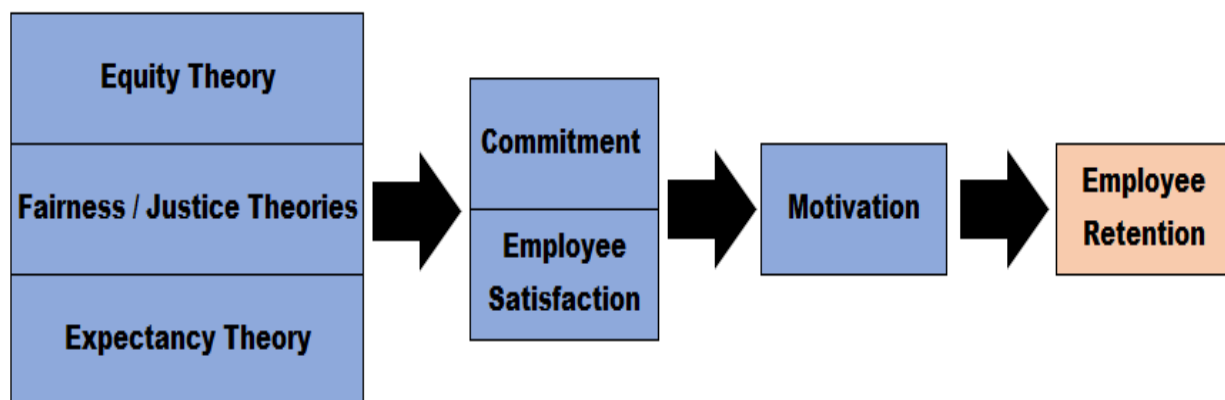 Equity Theory
Fairness / Justice Theories
Expectancy Theory
Commitment
Employee
Satisfaction
Motivation
Employee
Retention